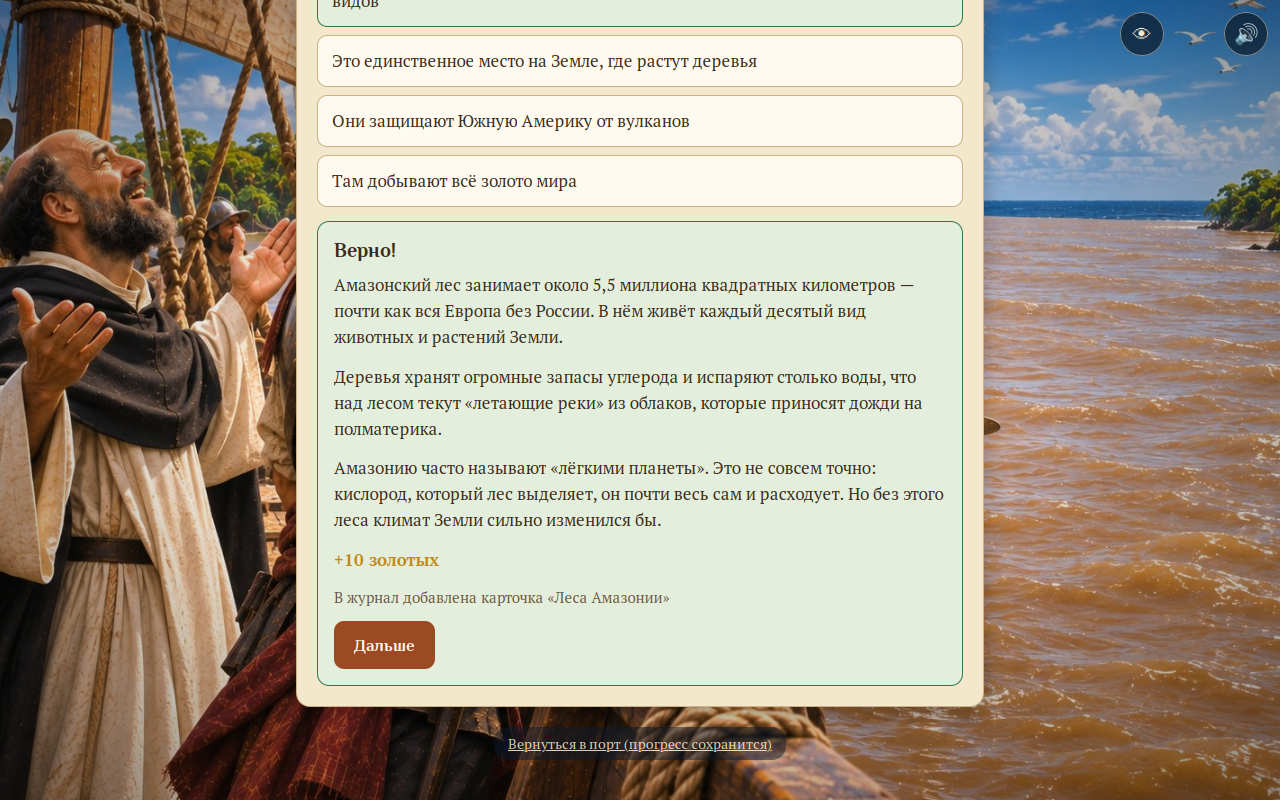 видов
Это единственное место на Земле, где растут деревья
Они защищают Южную Америку от вулканов
Там добывают всё золото мира
Верно!
Амазонский лес занимает около 5,5 миллиона квадратных километров —
почти как вся Европа без России. В нём живёт каждый десятый вид
животных и растений Земли.
Деревья хранят огромные запасы углерода и испаряют столько воды, что
над лесом текут «летающие реки» из облаков, которые приносят дожди на
полматерика.
Амазонию часто называют «лёгкими планеты». Это не совсем точно:
кислород, который лес выделяет, он почти весь сам и расходует. Но без этого
леса климат Земли сильно изменился бы.
+10 золотых
В журнал добавлена карточка «Леса Амазонии»
Дальше
Вернуться в порт (прогресс сохранится)